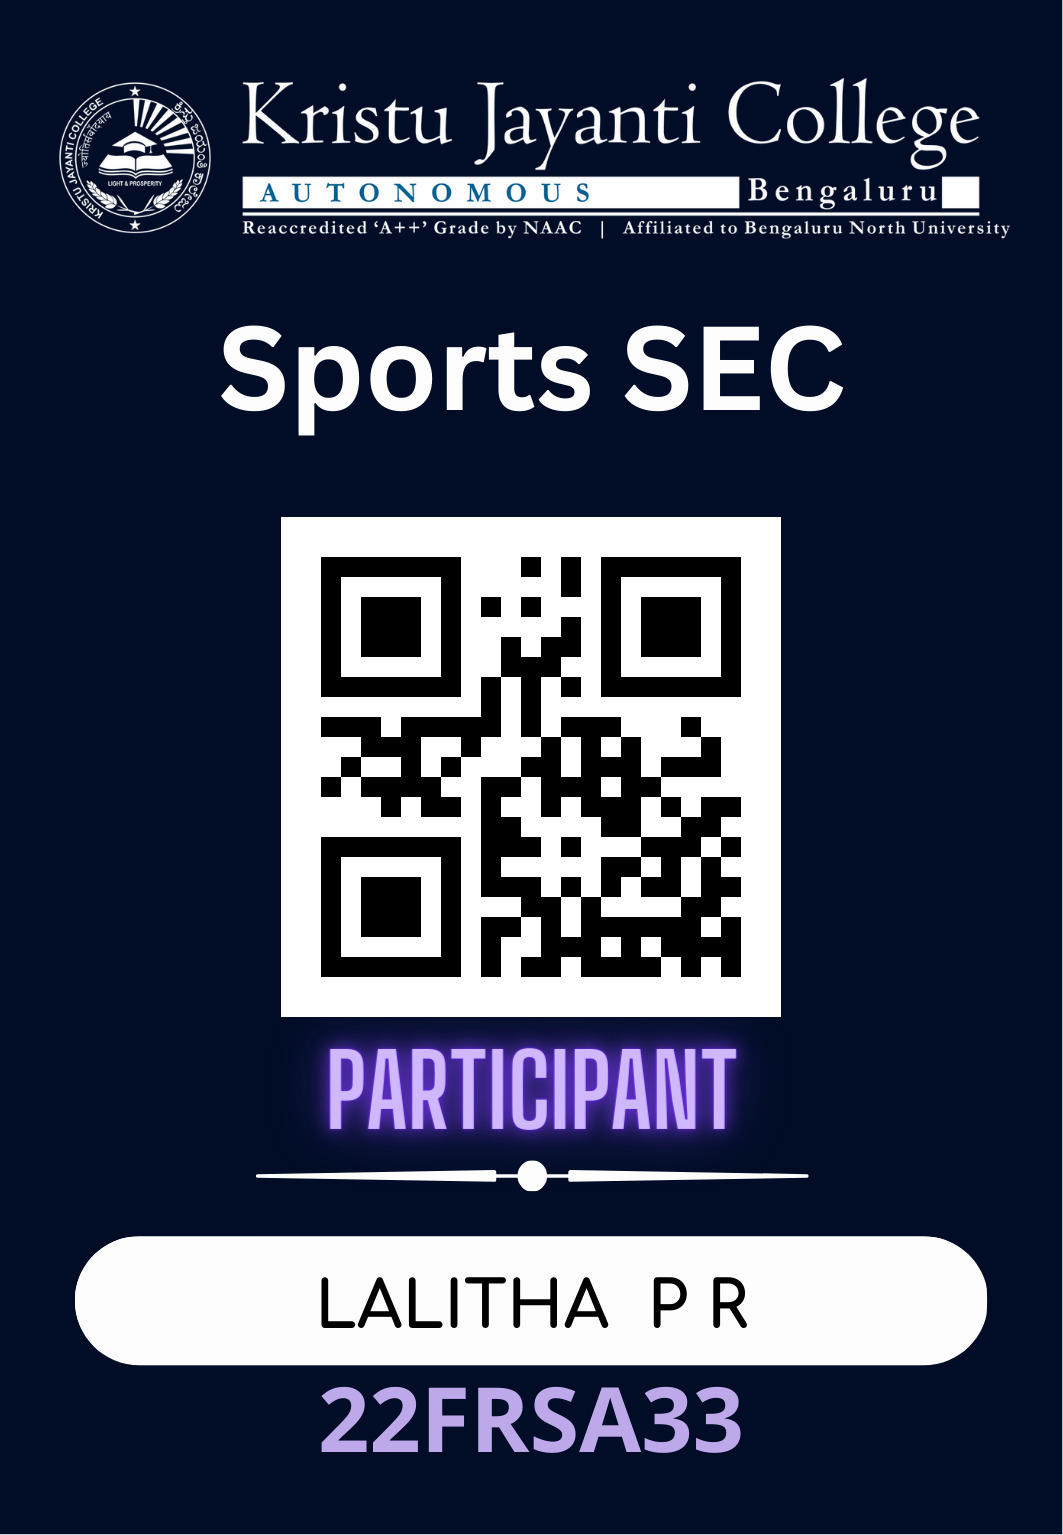 KRISTU JAYANTI COLLEGE
LIGHT & PROSPERITY
Kristu Jayanti College
AUTONOMOUS Bengaluru
Reaccredited ‘A++’ Grade by NAAC | Affiliated to Bengaluru North University
Sports SEC
PARTICIPANT
LALITHA P R
22FRSA33